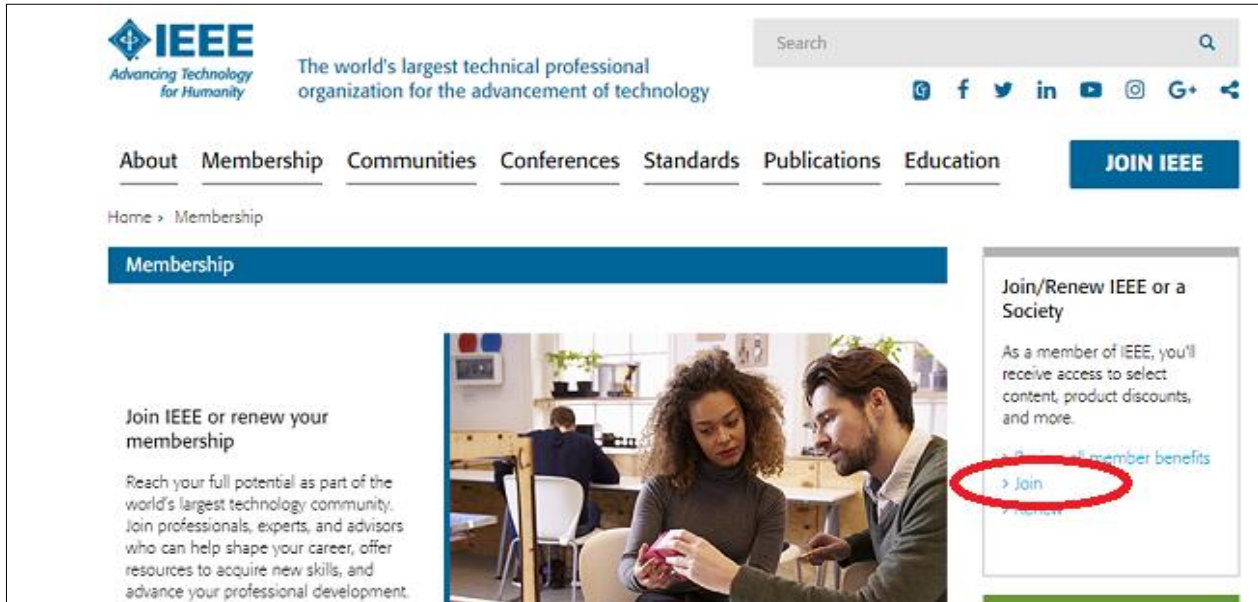 IEEE
Advancing Technology
for Humanity
The world's largest technical professional
organization for the advancement of technology
Search
G+
About Membership Communities Conferences Standards Publications Education
JOIN IEEE
Home › Membership
Membership
Join IEEE or renew your
membership
Reach your full potential as part of the
world's largest technology community.
Join professionals, experts, and advisors
who can help shape your career, offer
resources to acquire new skills, and
advance your professional development.
Join/Renew IEEE or a
Society
As a member of IEEE, you'll
receive access to select
content, product discounts,
and more.
› Review all member benefits
› Join
› Renew